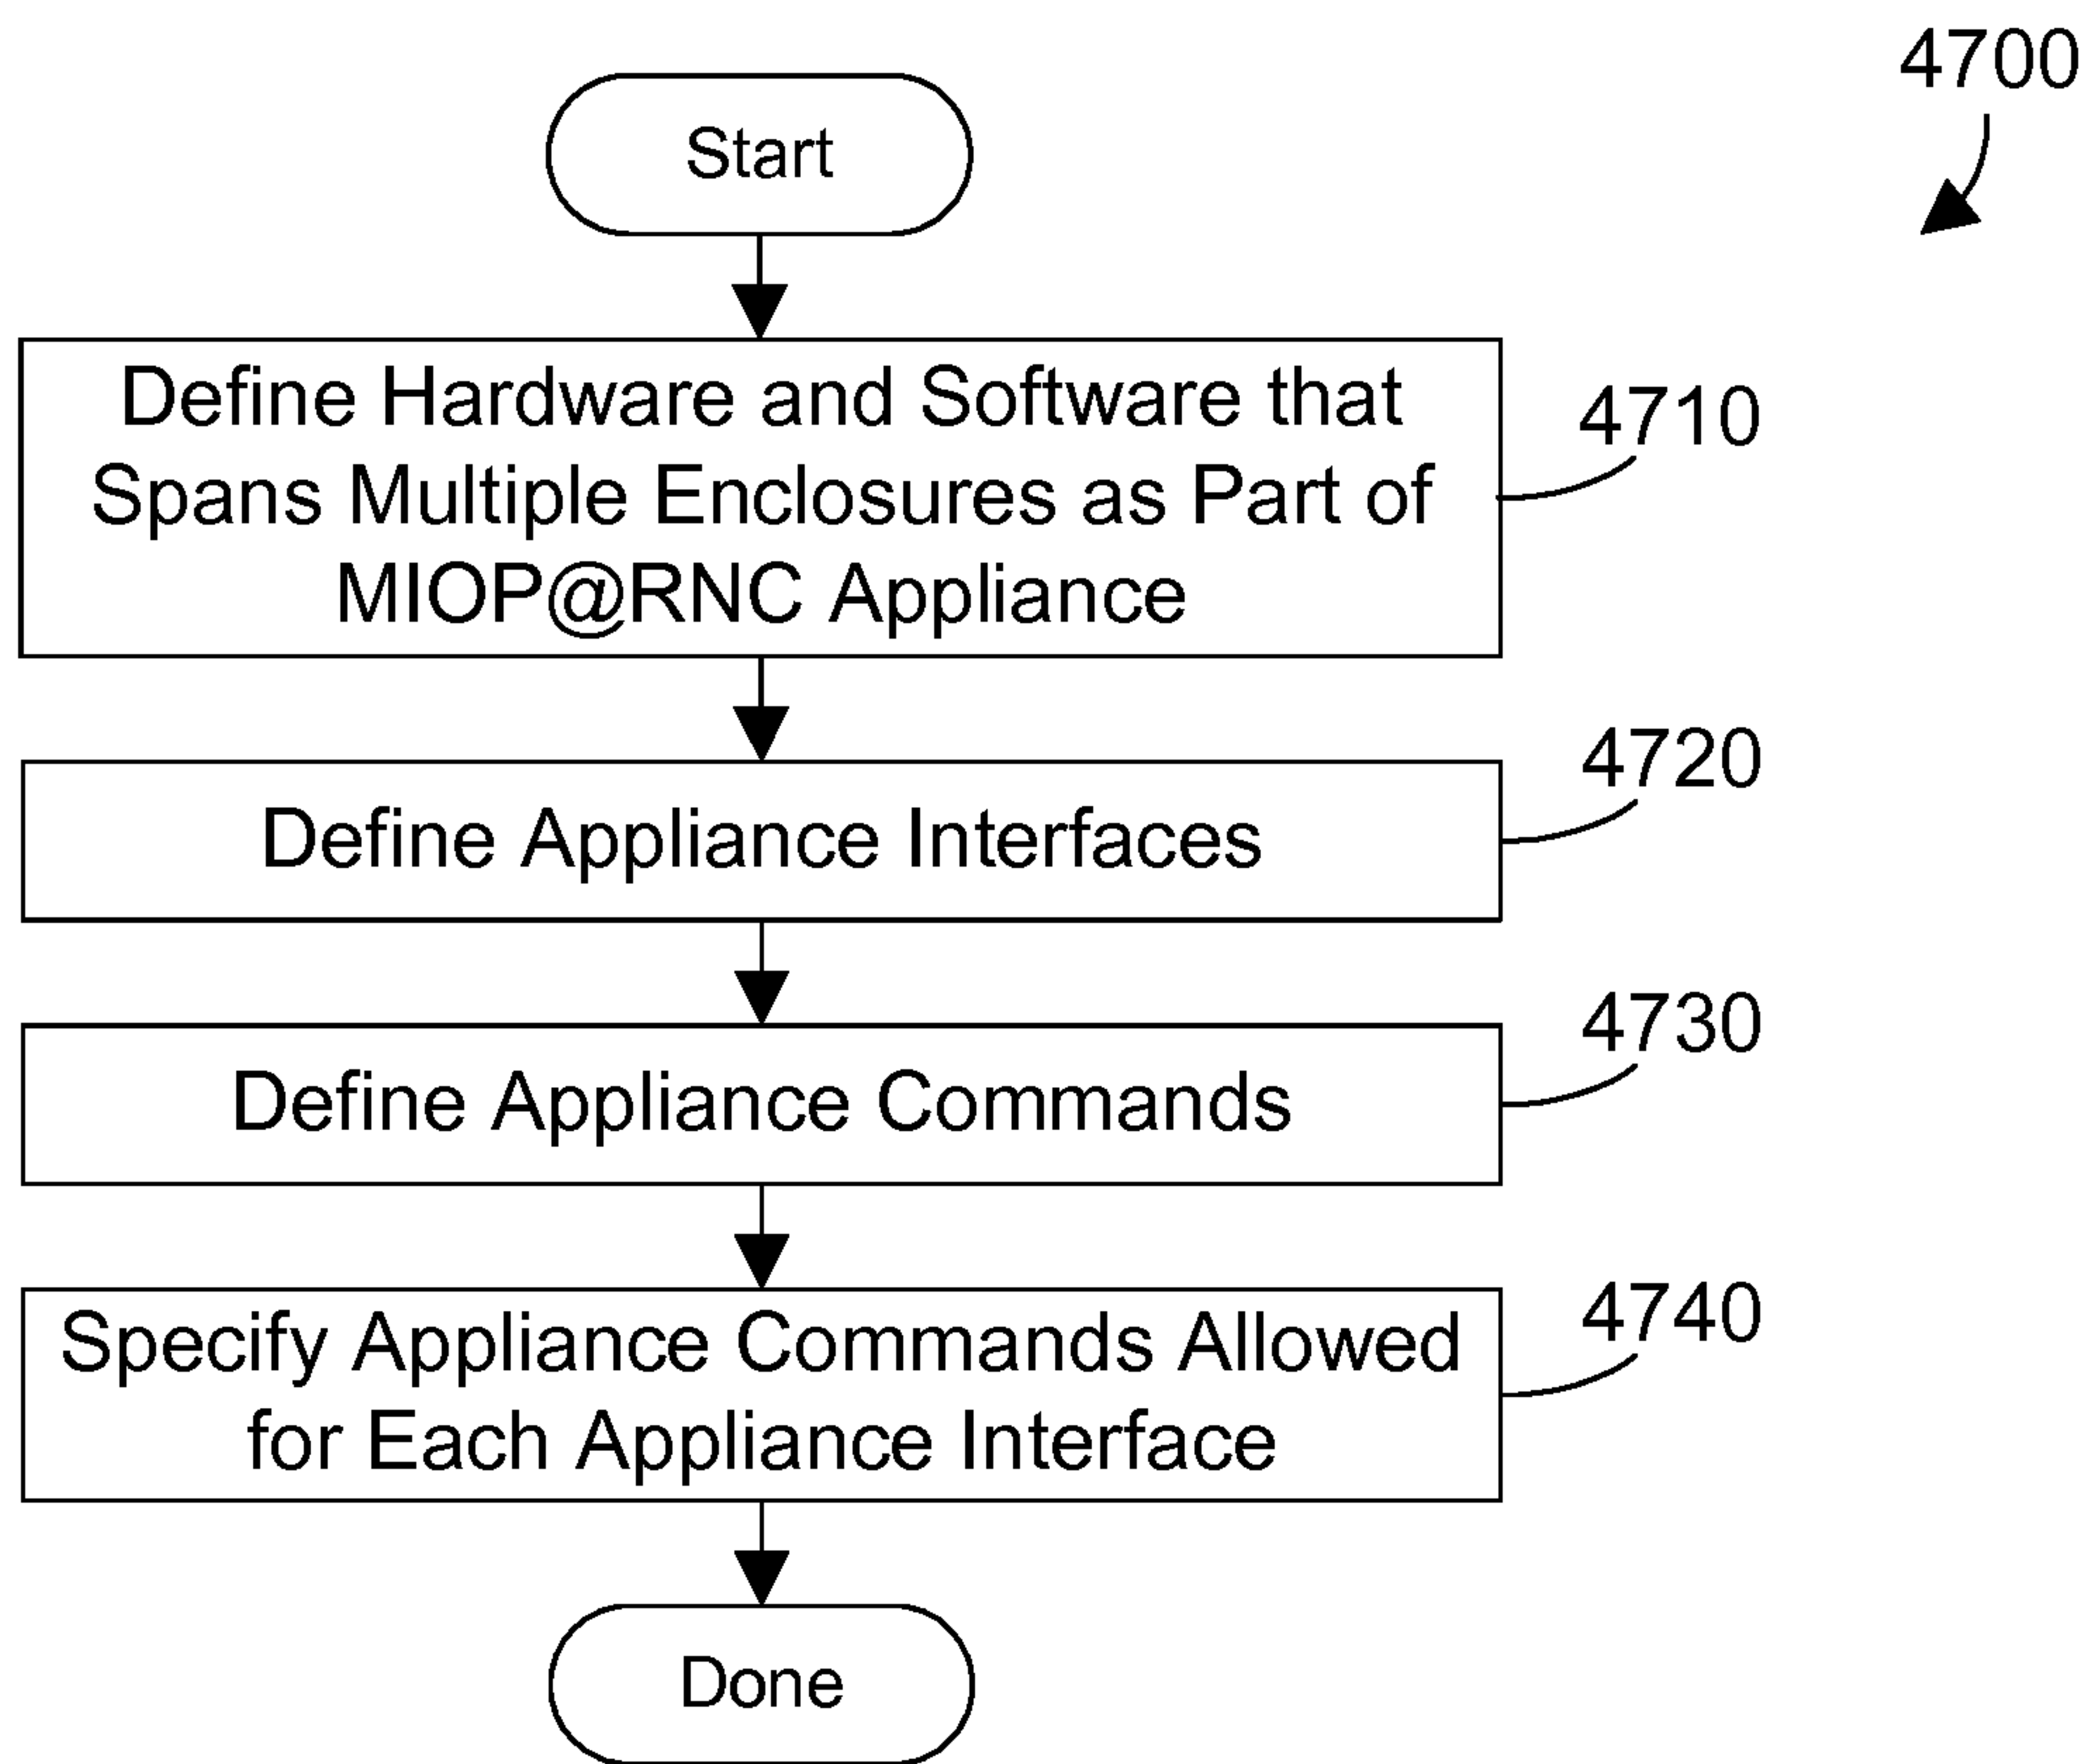 4700
Start
Define Hardware and Software that
Spans Multiple Enclosures as Part of
MIOP@RNC Appliance
4710
Define Appliance Interfaces
4720
Define Appliance Commands
4730
Specify Appliance Commands Allowed
for Each Appliance Interface
4740
Done